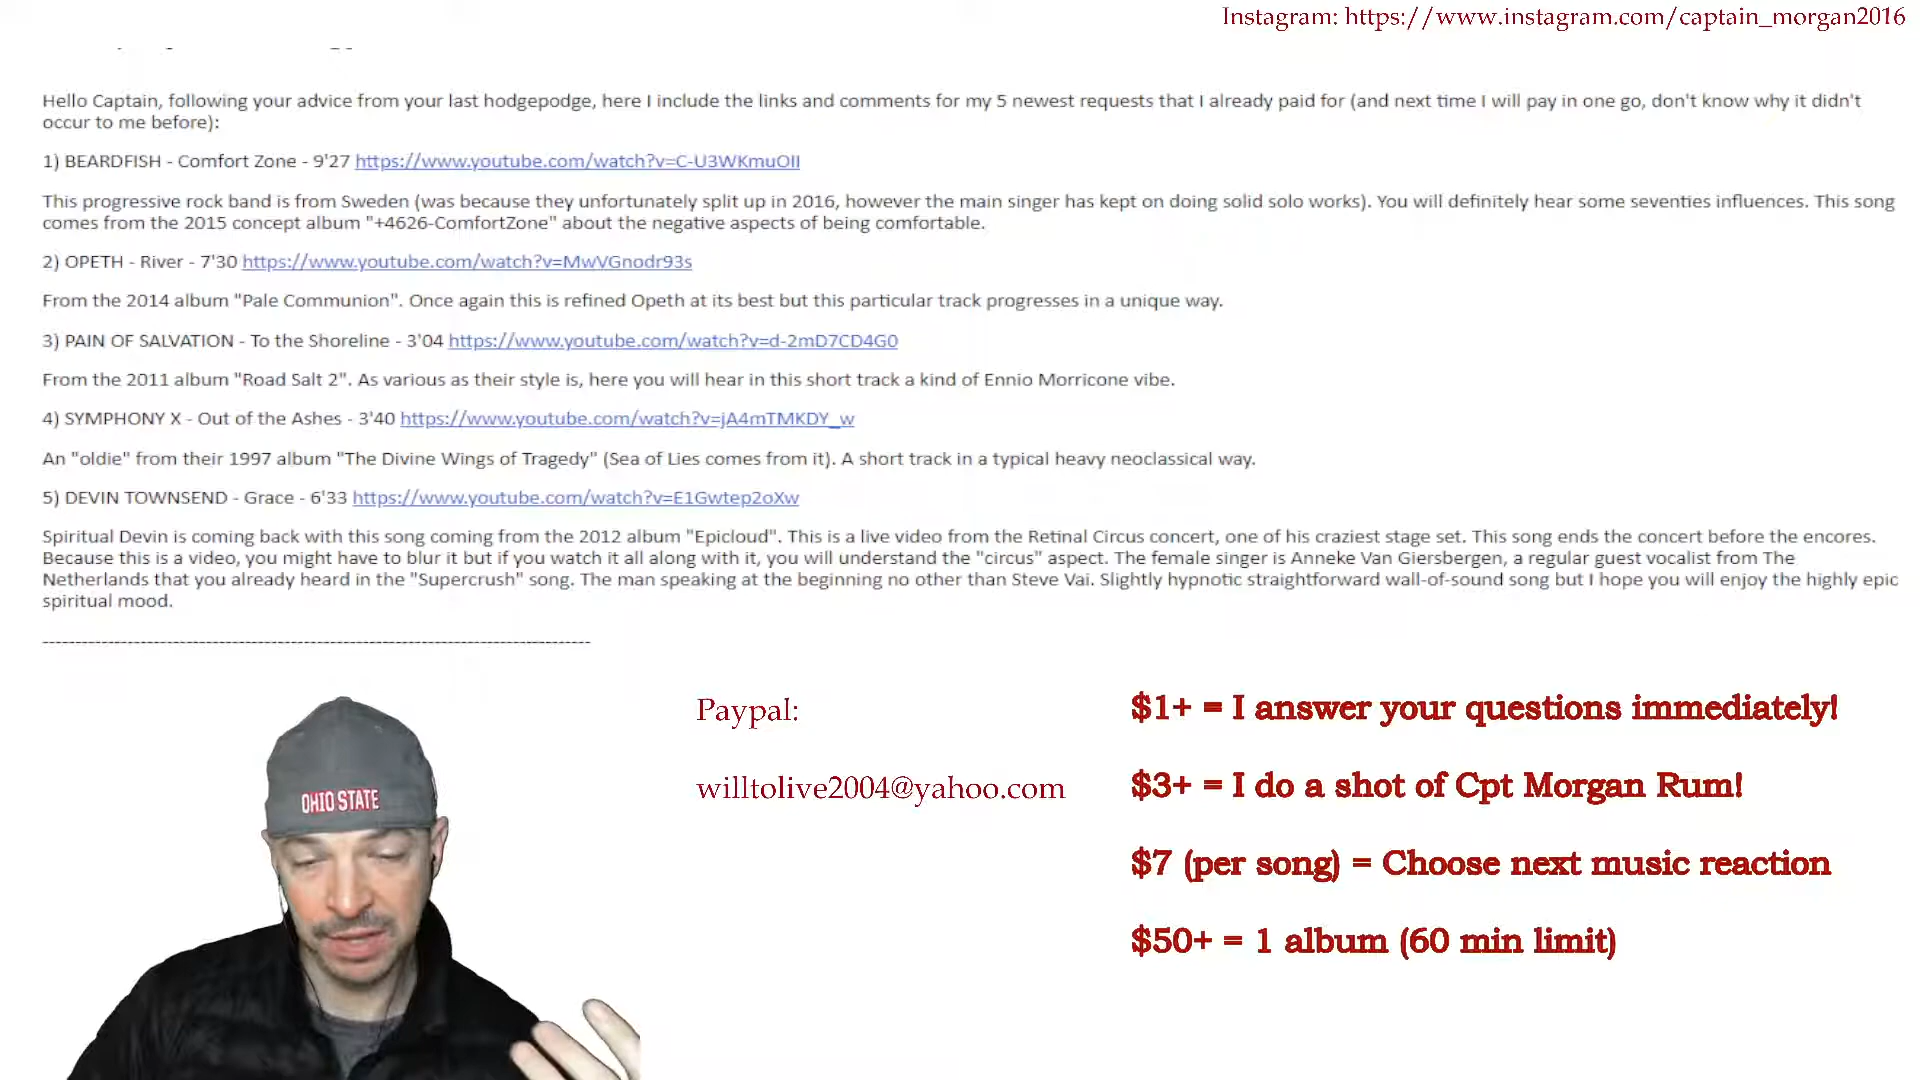 Instagram: https://www.instagram.com/captain_morgan2016
Hello Captain, following your advice from your last hodgepodge, here I include the links and comments for my 5 newest requests that I already paid for (and next time I will pay in one go, don't know why it didn't
occur to me before):
1) BEARDFISH - Comfort Zone - 9'27 https://www.youtube.com/watch?v=C-U3WKmuOII
This progressive rock band is from Sweden (was because they unfortunately split up in 2016, however the main singer has kept on doing solid solo works). You will definitely hear some seventies influences. This song
comes from the 2015 concept album "+4626-ComfortZone" about the negative aspects of being comfortable.
2) OPETH - River - 7'30 https://www.youtube.com/watch?v=MwVGnodr93s
From the 2014 album "Pale Communion". Once again this is refined Opeth at its best but this particular track progresses in a unique way.
3) PAIN OF SALVATION - To the Shoreline - 3'04 https://www.youtube.com/watch?v=d-2mD7CD4G0
From the 2011 album "Road Salt 2". As various as their style is, here you will hear in this short track a kind of Ennio Morricone vibe.
4) SYMPHONY X - Out of the Ashes - 3'40 https://www.youtube.com/watch?v=jA4mTMKDY_w
An "oldie" from their 1997 album "The Divine Wings of Tragedy" (Sea of Lies comes from it). A short track in a typical heavy neoclassical way.
5) DEVIN TOWNSEND - Grace - 6'33 https://www.youtube.com/watch?v=E1Gwtep2oXw
Spiritual Devin is coming back with this song coming from the 2012 album "Epicloud". This is a live video from the Retinal Circus concert, one of his craziest stage set. This song ends the concert before the encores.
Because this is a video, you might have to blur it but if you watch it all along with it, you will understand the "circus" aspect. The female singer is Anneke Van Giersbergen, a regular guest vocalist from The
Netherlands that you already heard in the "Supercrush" song. The man speaking at the beginning no other than Steve Vai. Slightly hypnotic straightforward wall-of-sound song but I hope you will enjoy the highly epic
spiritual mood.
-----------------------------------------------------------------------------------
Paypal:
willtolive2004@yahoo.com
$1+ = I answer your questions immediately!
$3+ = I do a shot of Cpt Morgan Rum!
$7 (per song) = Choose next music reaction
$50+ = 1 album (60 min limit)
OHIO STATE